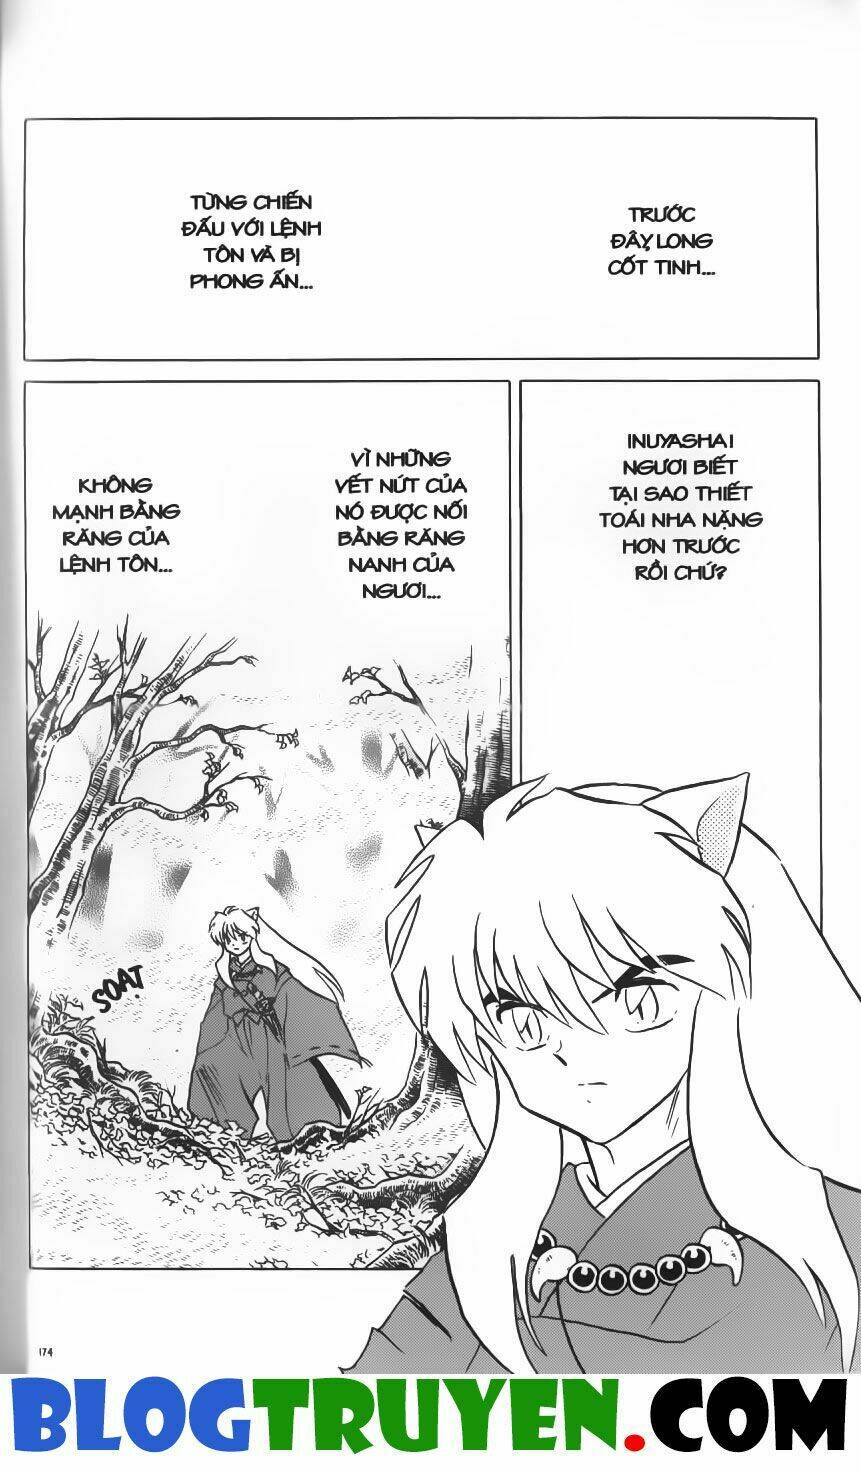 TRƯỚC
ĐÂY, LONG
CỐT TINH...
TỪNG CHIẾN
ĐẤU VỚI LỆNH
TÔN VÀ BỊ
PHONG ẤN...
INUYASHA!
NGƯƠI BIẾT
TẠI SAO THIẾT
TOÁI NHA NẶNG
HƠN TRƯỚC
RỒI CHỨ?
VÌ NHỮNG
VẾT NỨT CỦA
NÓ ĐƯỢC NỐI
BẰNG RĂNG
NANH CỦA
NGƯƠI...
KHÔNG
MẠNH BẰNG
RĂNG CỦA
LỆNH TÔN...
SOẠT
174
BLOGTRUYEN.COM